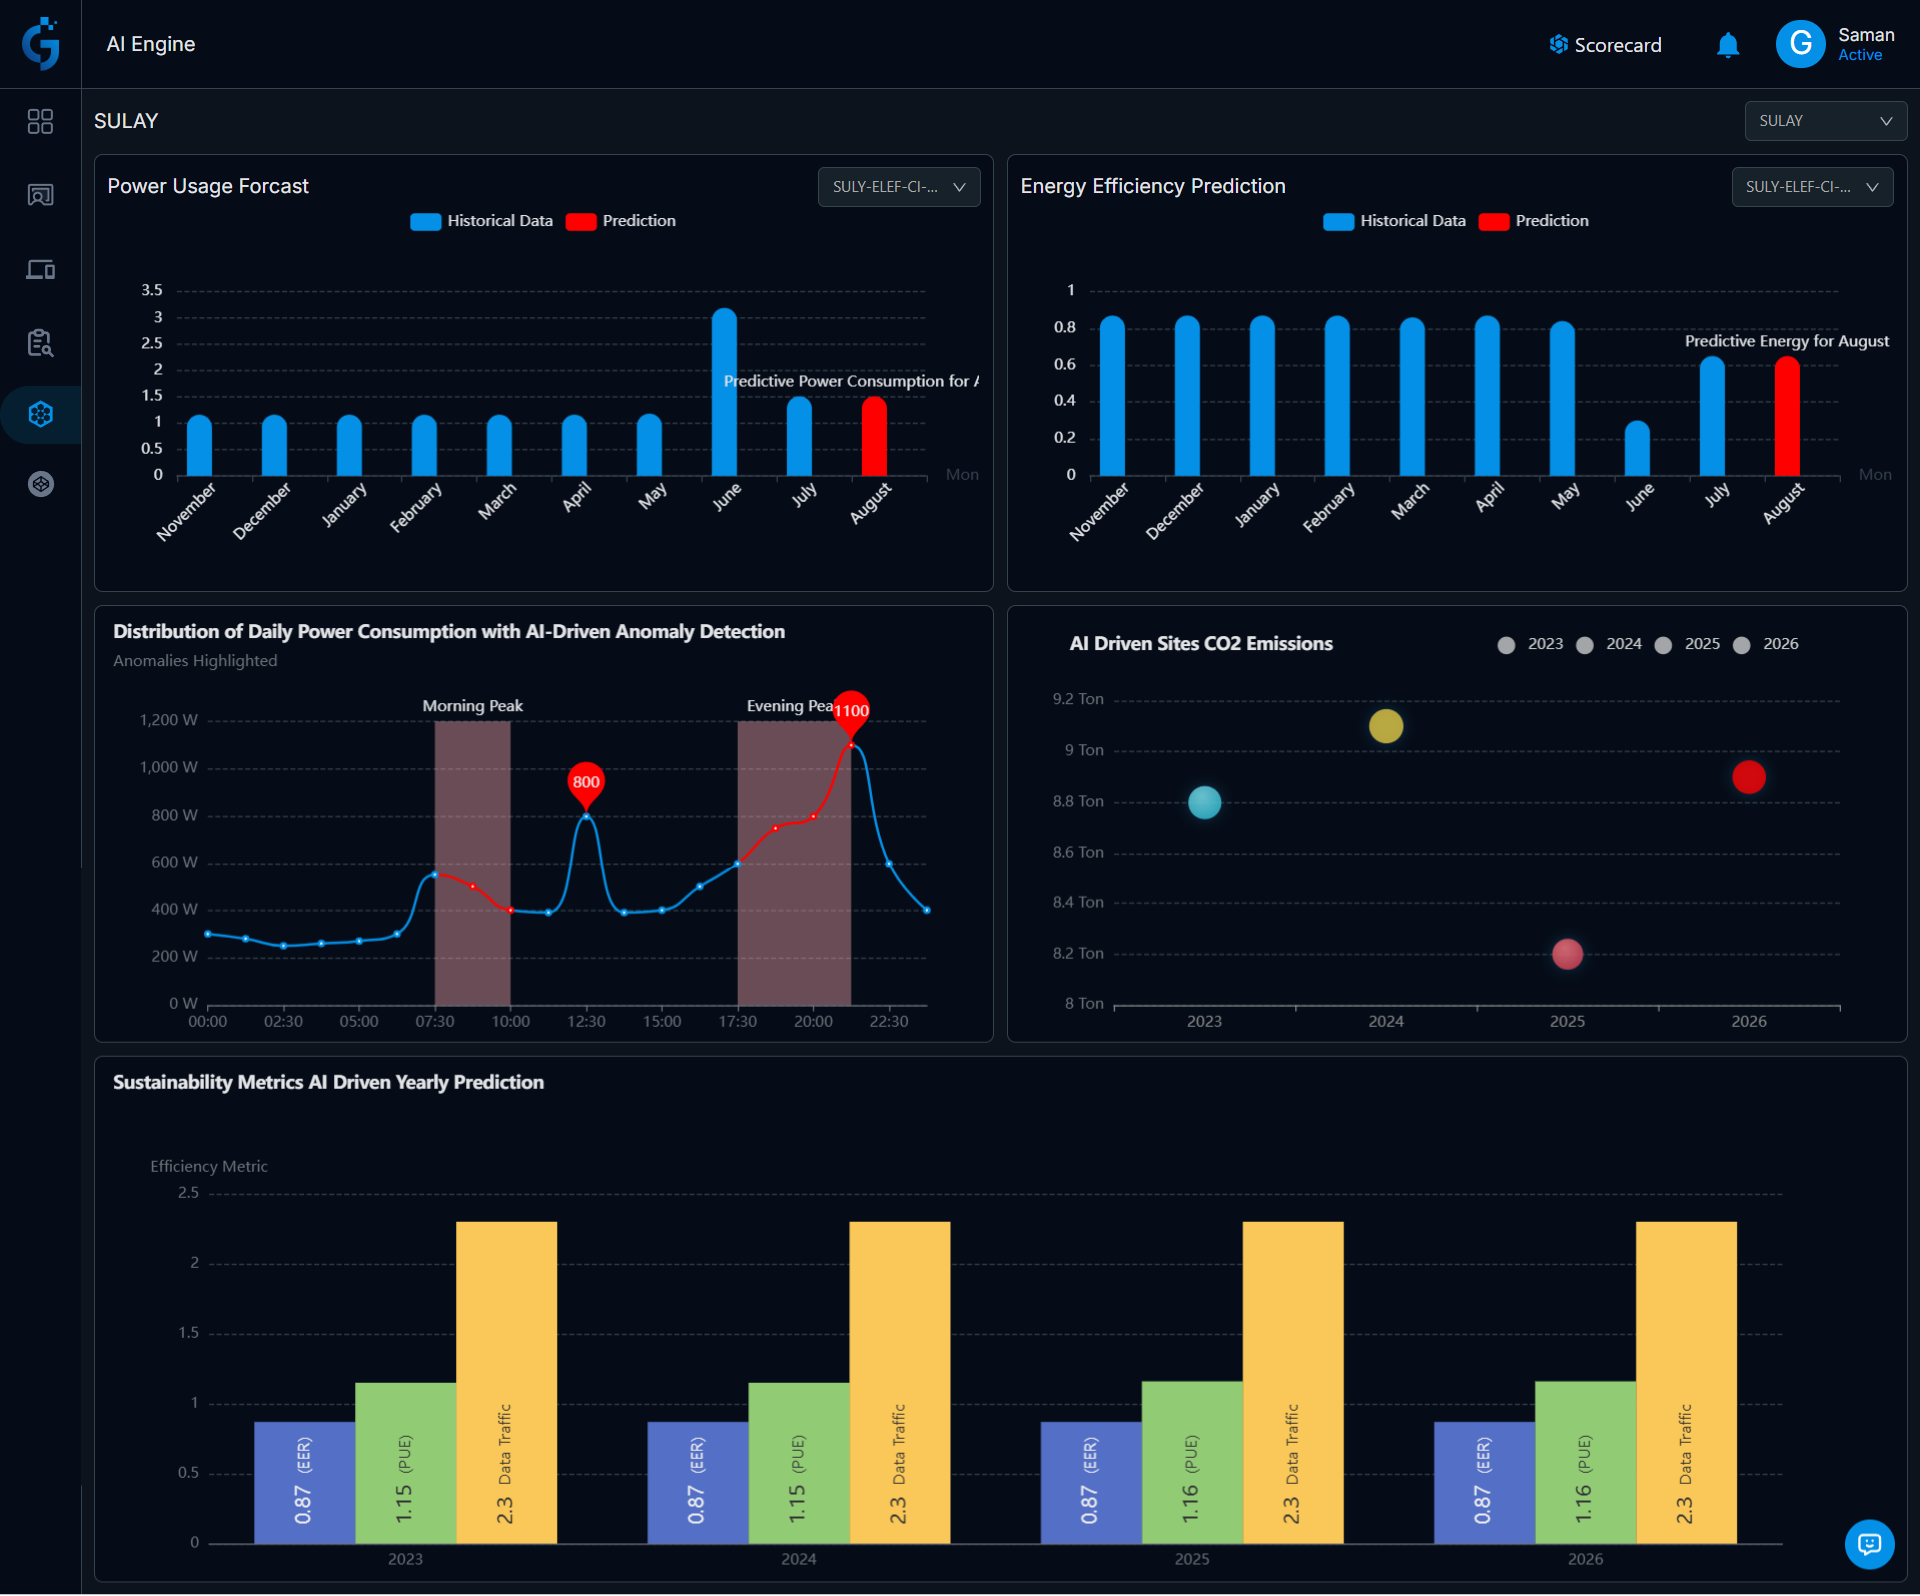 AI Engine
Scorecard
G
Saman
Active
SULAY
SULAY
Power Usage Forcast
SULY-ELEF-CI-...
Historical Data
Prediction
3.5
3
2.5
2
1.5
1
0.5
0
Predictive Power Consumption for A
Mon
November
December
January
February
March
April
May
June
July
August
Energy Efficiency Prediction
SULY-ELEF-CI-...
Historical Data
Prediction
1
0.8
0.6
0.4
0.2
0
Predictive Energy for August
Mon
November
December
January
February
March
April
May
June
July
August
Distribution of Daily Power Consumption with AI-Driven Anomaly Detection
Anomalies Highlighted
Morning Peak
Evening Pea
1100
800
1,200 W
1,000 W
800 W
600 W
400 W
200 W
0 W
00:00
02:30
05:00
07:30
10:00
12:30
15:00
17:30
20:00
22:30
AI Driven Sites CO2 Emissions
2023
2024
2025
2026
9.2 Ton
9 Ton
8.8 Ton
8.6 Ton
8.4 Ton
8.2 Ton
8 Ton
2023
2024
2025
2026
Sustainability Metrics AI Driven Yearly Prediction
Efficiency Metric
2.5
2
1.5
1
0.5
0
0.87 (EER)
1.15 (PUE)
2.3 Data Traffic
0.87 (EER)
1.15 (PUE)
2.3 Data Traffic
0.87 (EER)
1.16 (PUE)
2.3 Data Traffic
0.87 (EER)
1.16 (PUE)
2.3 Data Traffic
2023
2024
2025
2026